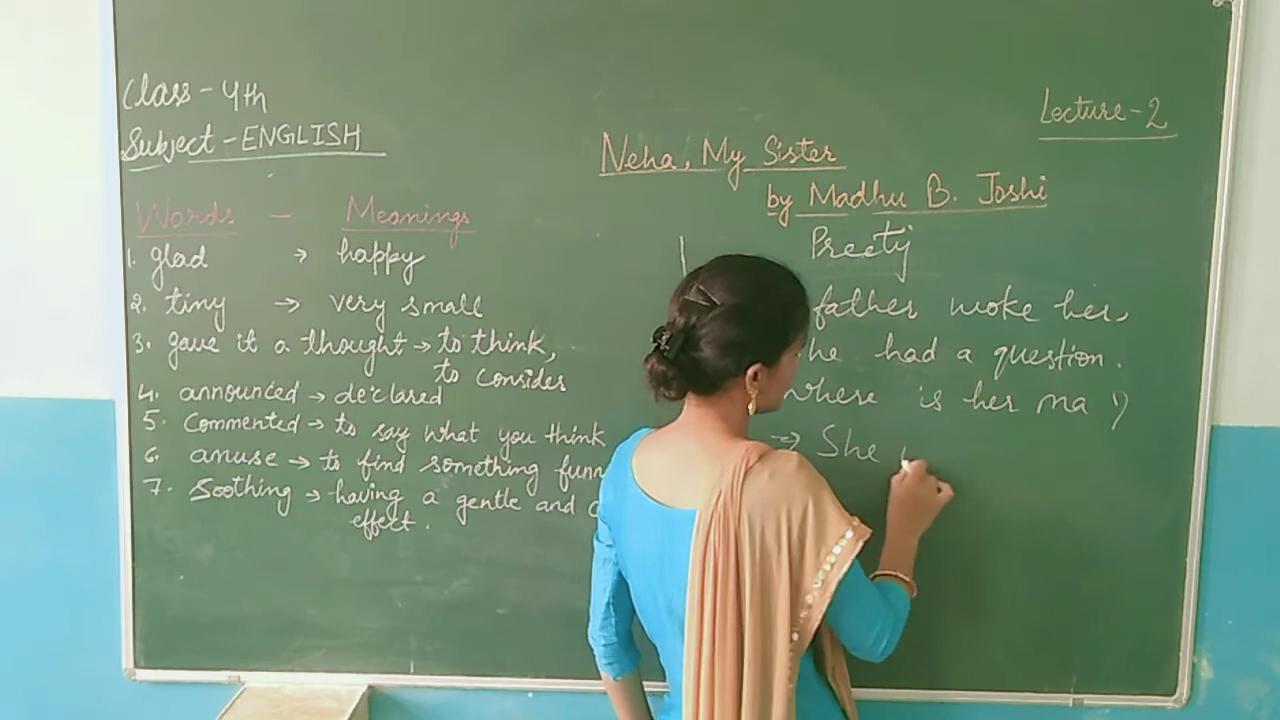 Class - 4th
Subject - ENGLISH
Lecture - 2
Neha, My Sister
by Madhu B. Joshi
Words - Meanings
1. glad → happy
2. tiny → very small
3. gave it a thought → to think,
to consider
4. announced → declared
5. Commented → to say what you think
6. amuse → to find something funn
7. Soothing → having a gentle and
effect.
Preety
father woke her,
he had a question.
where is her ma ?
→ She